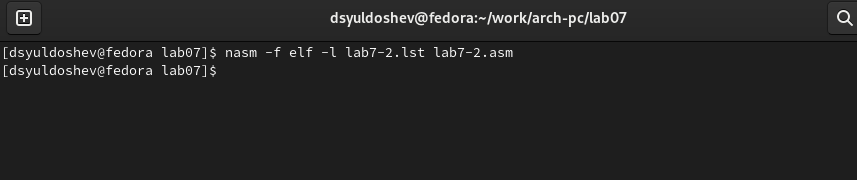 dsyuldoshev@fedora:~/work/arch-pc/lab07
[dsyuldoshev@fedora lab07]$ nasm -f elf -l lab7-2.lst lab7-2.asm
[dsyuldoshev@fedora lab07]$